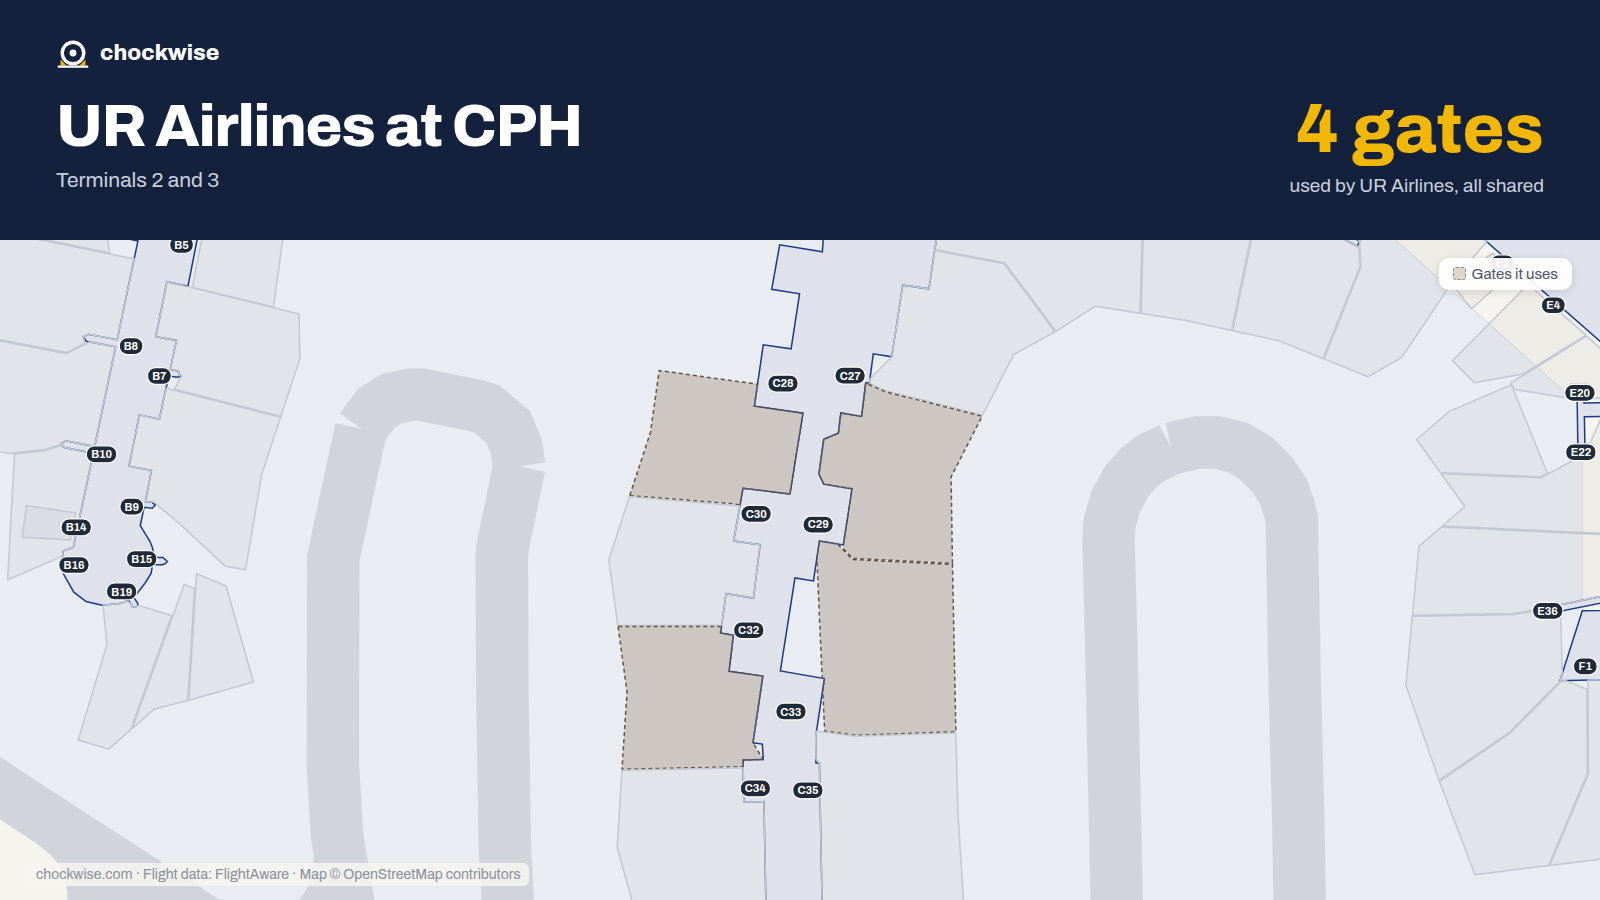 chockwise
UR Airlines at CPH
Terminals 2 and 3
4 gates
used by UR Airlines, all shared
Gates it uses
B5
B8
B7
B10
B9
B14
B16
B15
B19
C28
C27
C30
C29
C32
C33
C34
C35
E4
E20
E22
E36
F1
chockwise.com · Flight data: FlightAware · Map © OpenStreetMap contributors